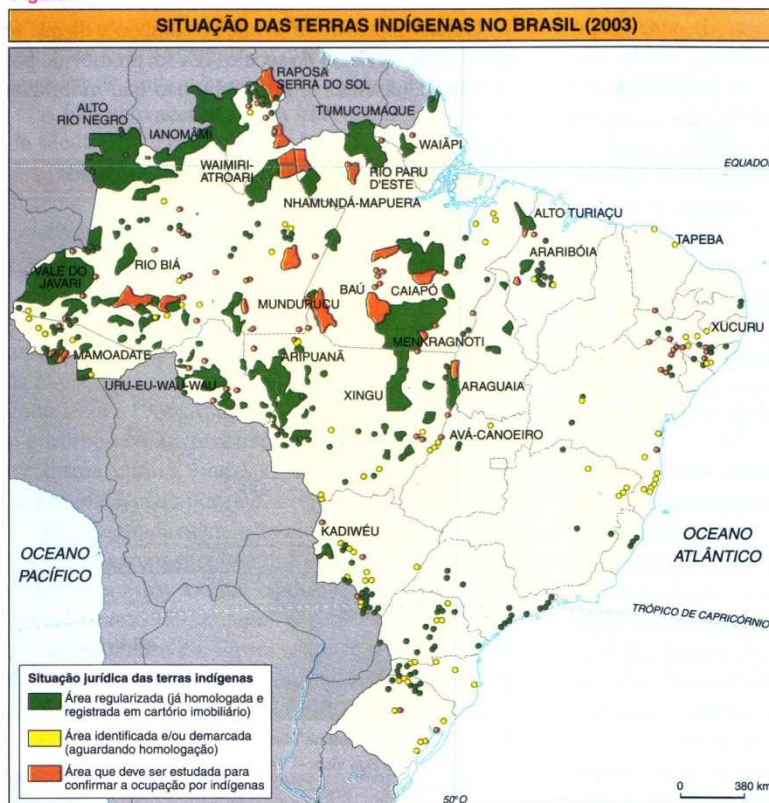 SITUAÇÃO DAS TERRAS INDÍGENAS NO BRASIL (2003)
RAPOSA
SERRA DO SOL
ALTO
RIO NEGRO
IANOMÂMI
TUMUCUMAQUE
WAIÃPI
WAIMIRI-
ATROARI
RIO PARU
D'ESTE
EQUADOR
NHAMUNDÁ-MAPUERA
ALTO TURIAÇU
TAPEBA
ARARIBÓIA
VALE DO
JAVARI
RIO BIÁ
BAÚ
CAIAPÓ
MUNDURUCU
XUCURU
MENKRAGNOTI
MAMOADATE
ARIPUANÃ
URU-EU-WAU-WAU
XINGU
ARAGUAIA
AVÁ-CANOEIRO
KADIWÉU
OCEANO
PACÍFICO
OCEANO
ATLÂNTICO
TRÓPICO DE CAPRICÓRNIO
Situação jurídica das terras indígenas
Área regularizada (já homologada e
registrada em cartório imobiliário)
Área identificada e/ou demarcada
(aguardando homologação)
Área que deve ser estudada para
confirmar a ocupação por indígenas
50° O
0 380 km